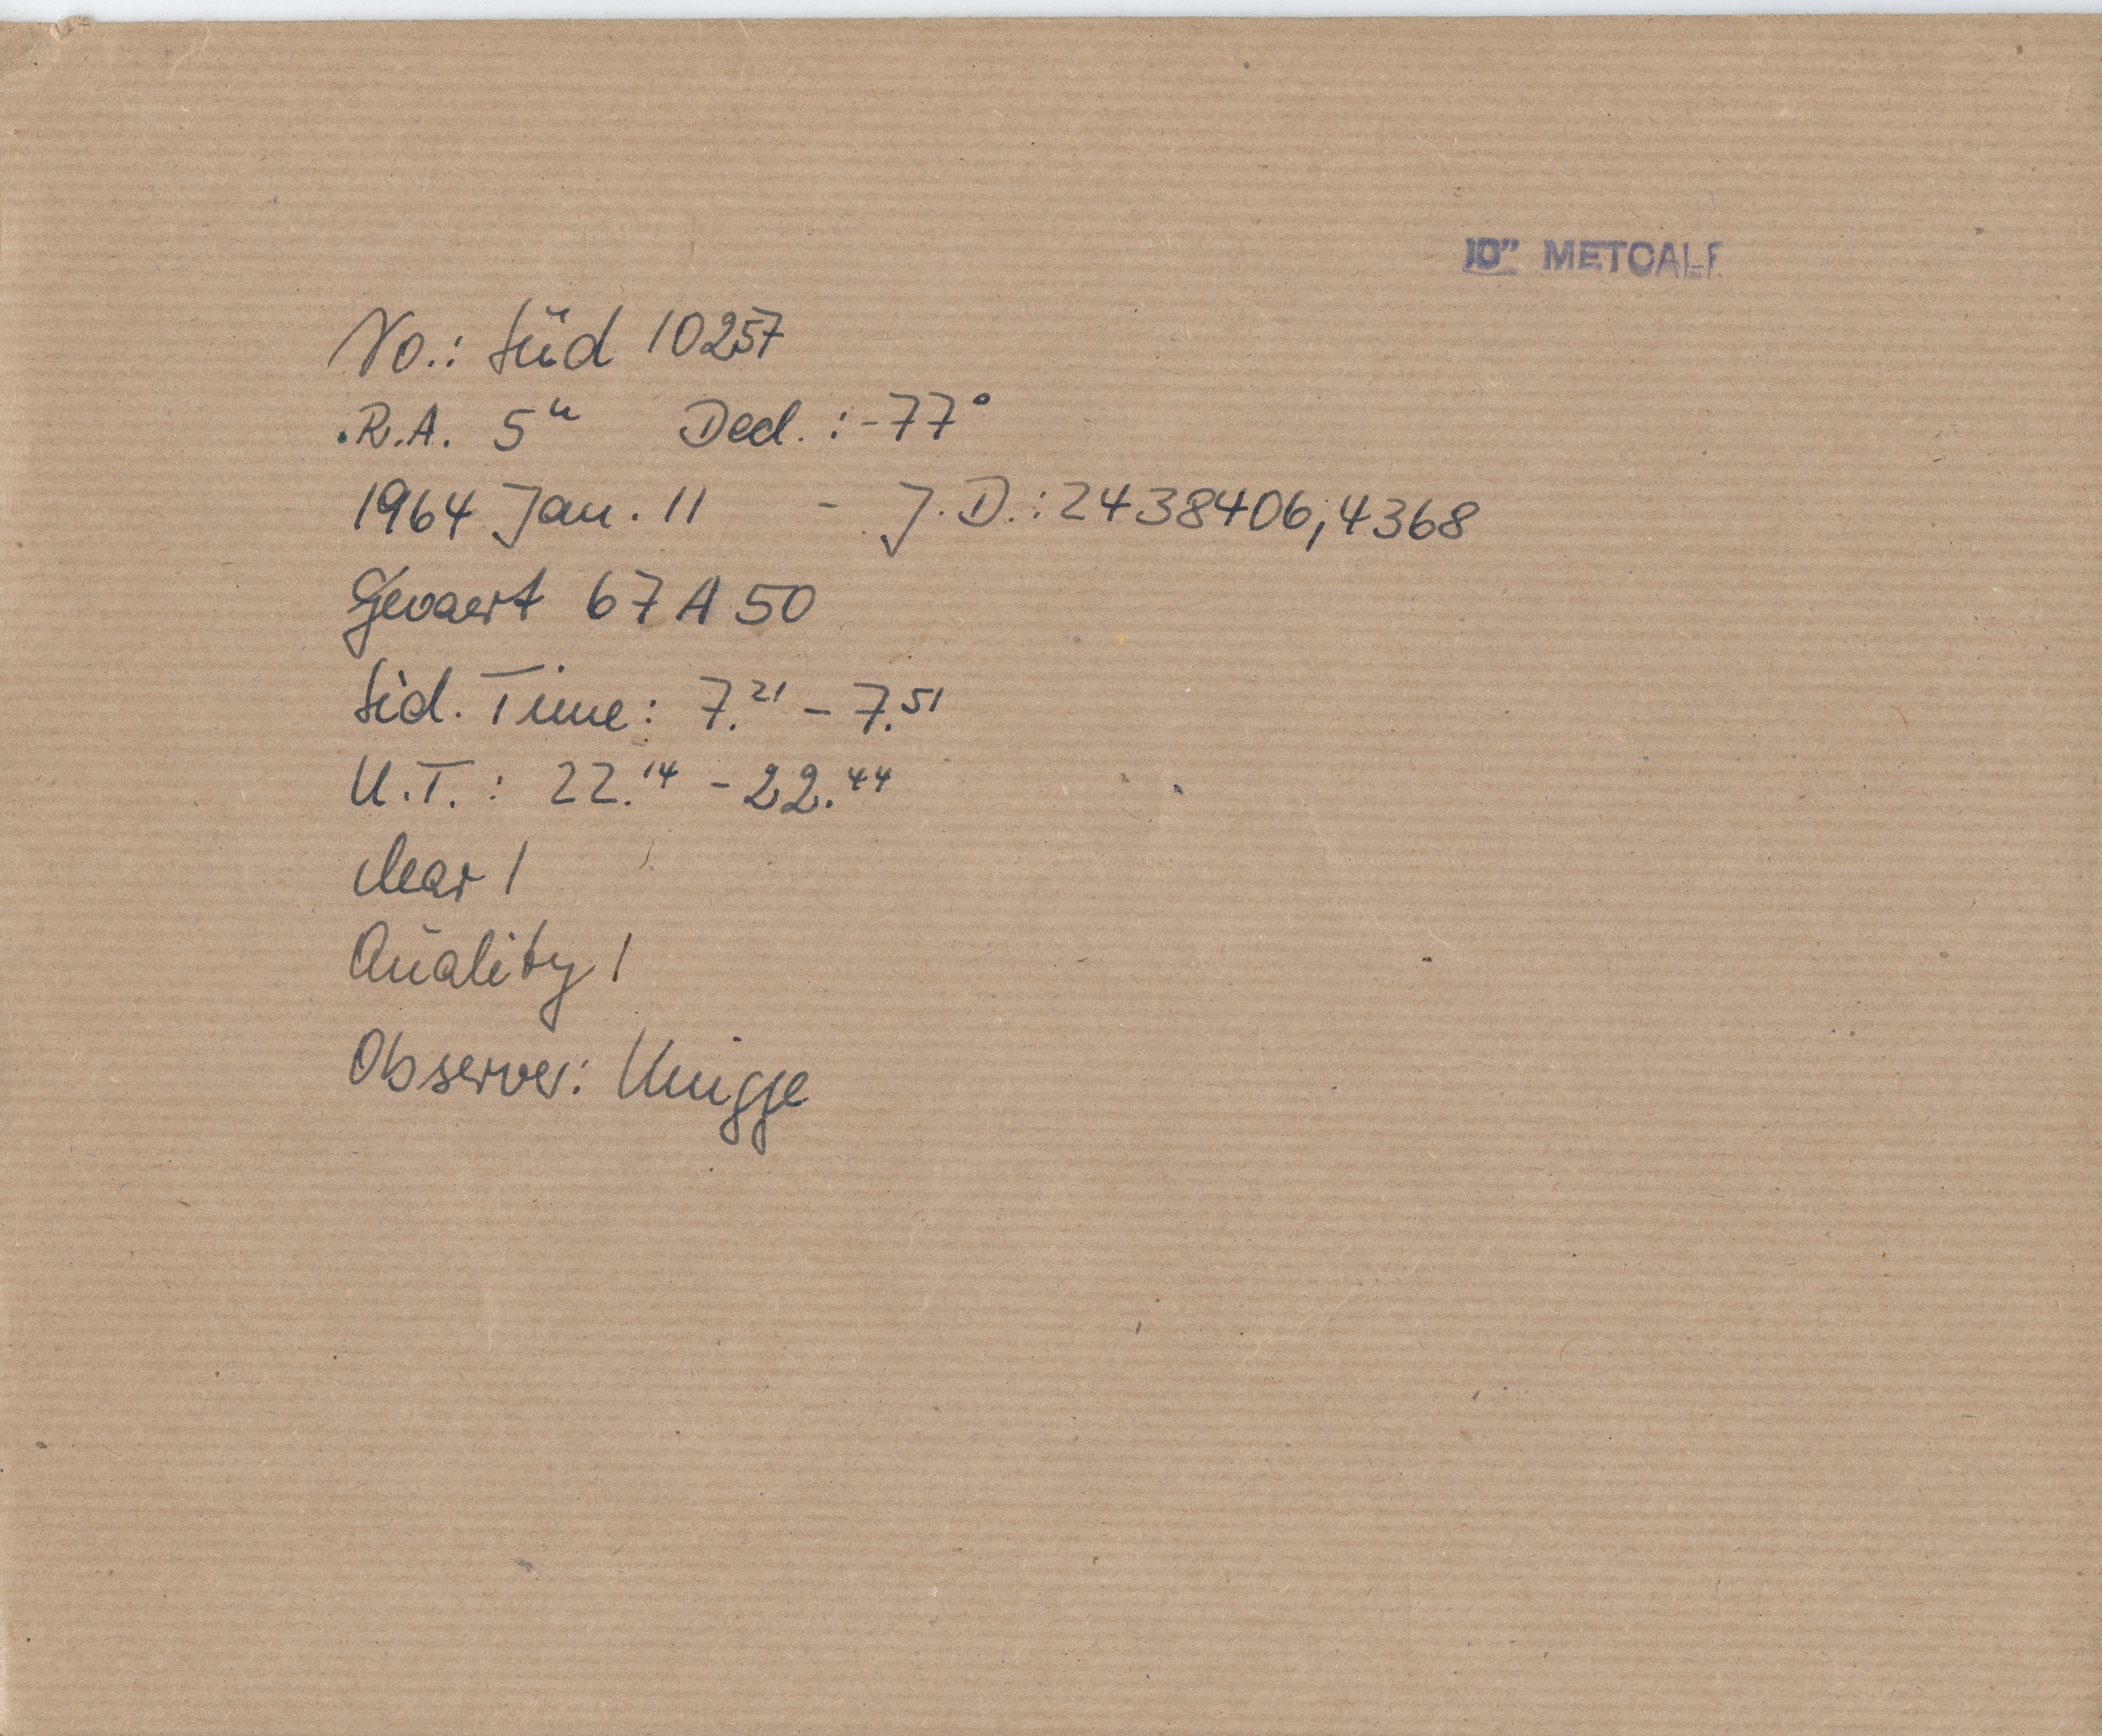 10" METCALF
No.: Süd 10257
R.A. 5ʰ Decl.: -77°
1964 Jan. 11 - J.D.: 2438406,4368
Gevaert 67 A 50
Sid. Time: 7.²¹ - 7.⁵¹
U.T.: 22.¹⁴ - 22.⁴⁴
clear 1
Quality 1
Observer: Knigge